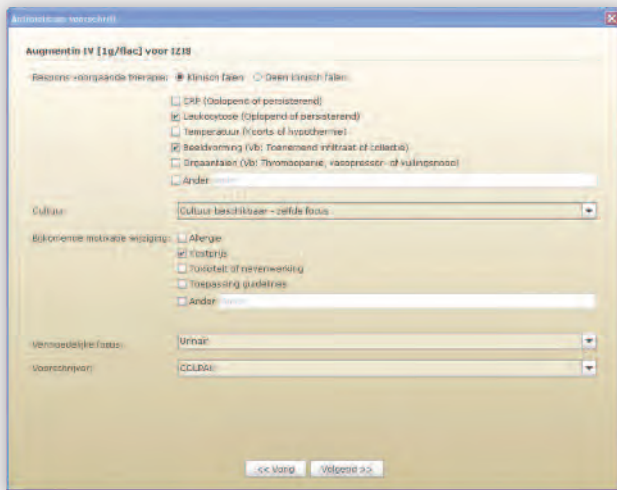 Antimicrobieel voorschrift
Augmentin IV [1g/flac] voor IZ18
Respons voorgaande therapie: Klinisch falen Geen klinisch falen
CRP (Oplopend of persisterend)
Leukocytose (Oplopend of persisterend)
Temperatuur (Koorts of hypothermie)
Beeldvorming (Vb: Toenemend infiltraat of collectie)
Orgaanfalen (Vb: Thrombopenie, vasopressor- of vullingsnood)
Ander
Cultuur: Cultuur beschikbaar - zelfde focus
Bijkomende motivatie wijziging: Allergie
Kostprijs
Toxiciteit of nevenwerking
Toepassing guidelines
Ander
Vermoedelijke focus: Urinair
Voorschrijver:
<< Vorig Volgend >>